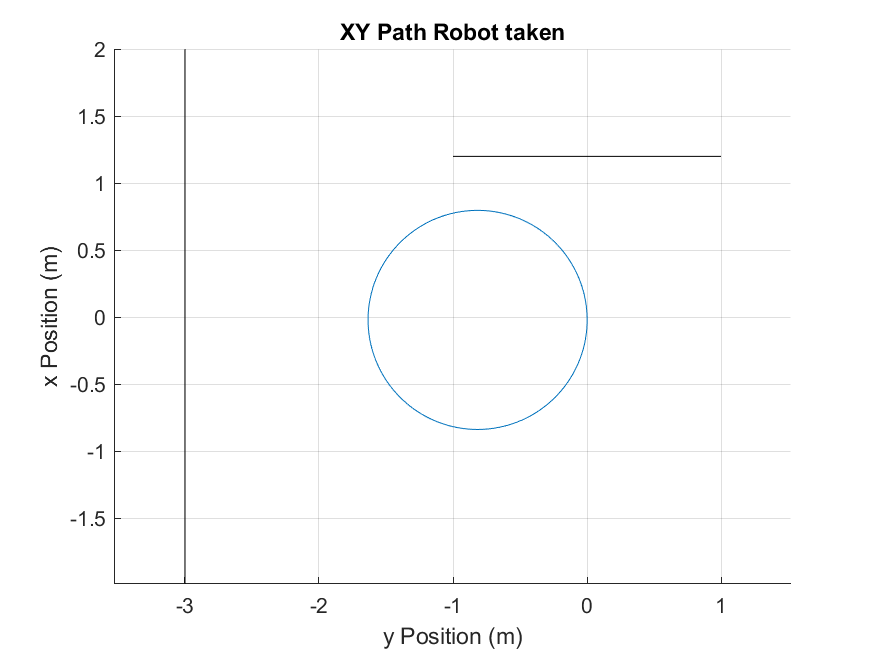 XY Path Robot taken
2
1.5
1
0.5
0
-0.5
-1
-1.5
x Position (m)
-3 -2 -1 0 1
y Position (m)